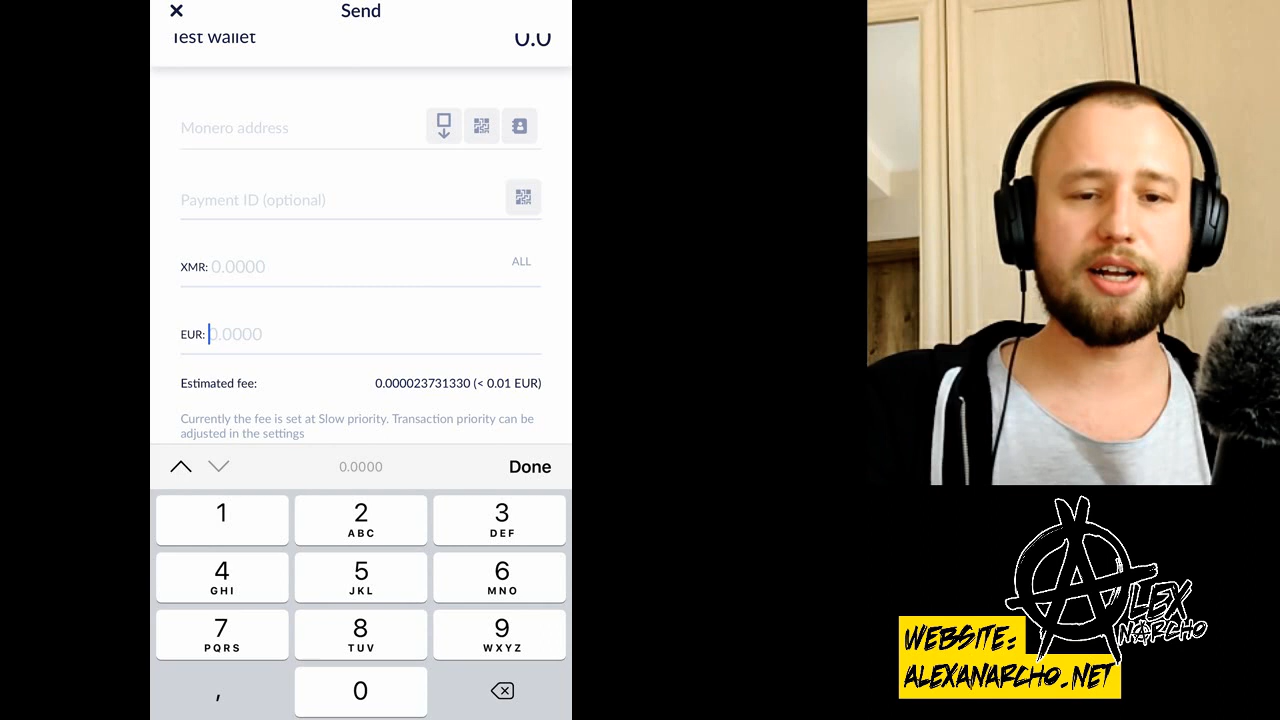 Send
Test wallet
0.0
Monero address
Payment ID (optional)
XMR: 0.0000
ALL
EUR: 0.0000
Estimated fee:
0.000023731330 (< 0.01 EUR)
Currently the fee is set at Slow priority. Transaction priority can be
adjusted in the settings
0.0000
Done
1
2
ABC
3
DEF
4
GHI
5
JKL
6
MNO
7
PQRS
8
TUV
9
WXYZ
,
0
ALEX
NARCHO
WEBSITE:
ALEXANARCHO.NET